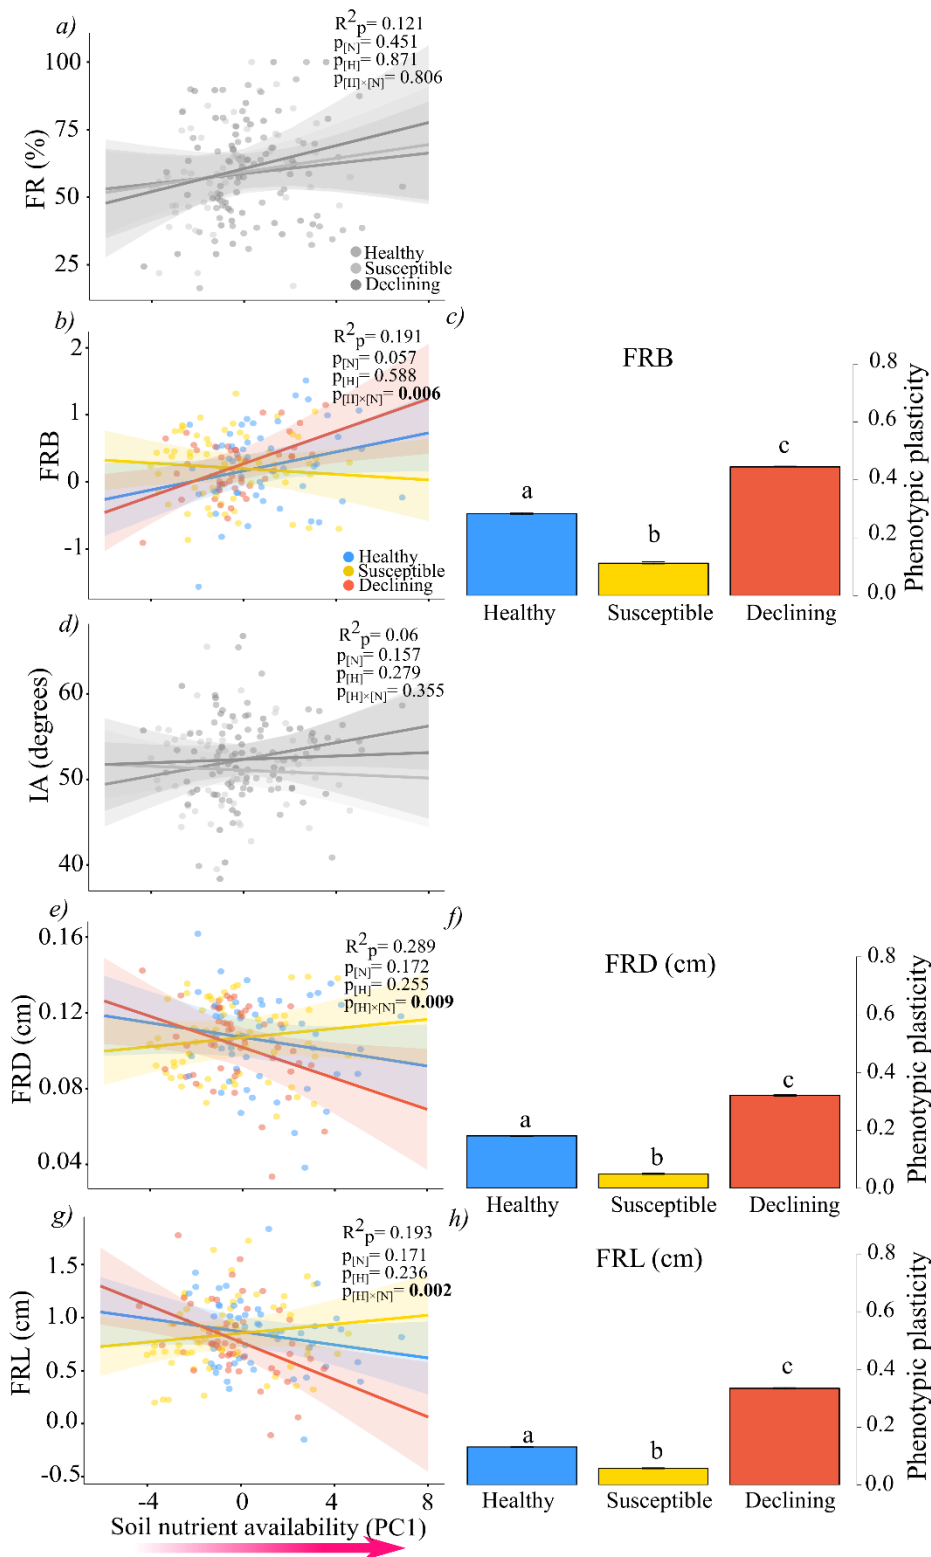 a)
R²p= 0.121
p[N]= 0.451
p[H]= 0.871
p[H]×[N]= 0.806
100
75
50
25
FR (%)
Healthy
Susceptible
Declining
b)
R²p= 0.191
p[N]= 0.057
p[H]= 0.588
p[H]×[N]= 0.006
2
1
0
-1
FRB
Healthy
Susceptible
Declining
c)
FRB
a
b
c
Healthy
Susceptible
Declining
0.8
0.6
0.4
0.2
0.0
Phenotypic plasticity
d)
R²p= 0.06
p[N]= 0.157
p[H]= 0.279
p[H]×[N]= 0.355
60
50
40
IA (degrees)
e)
R²p= 0.289
p[N]= 0.172
p[H]= 0.255
p[H]×[N]= 0.009
0.16
0.12
0.08
0.04
FRD (cm)
f)
FRD (cm)
a
b
c
Healthy
Susceptible
Declining
0.8
0.6
0.4
0.2
0.0
Phenotypic plasticity
g)
R²p= 0.193
p[N]= 0.171
p[H]= 0.236
p[H]×[N]= 0.002
1.5
1.0
0.5
0.0
-0.5
FRL (cm)
-4
0
4
8
Soil nutrient availability (PC1)
h)
FRL (cm)
a
b
c
Healthy
Susceptible
Declining
0.8
0.6
0.4
0.2
0.0
Phenotypic plasticity